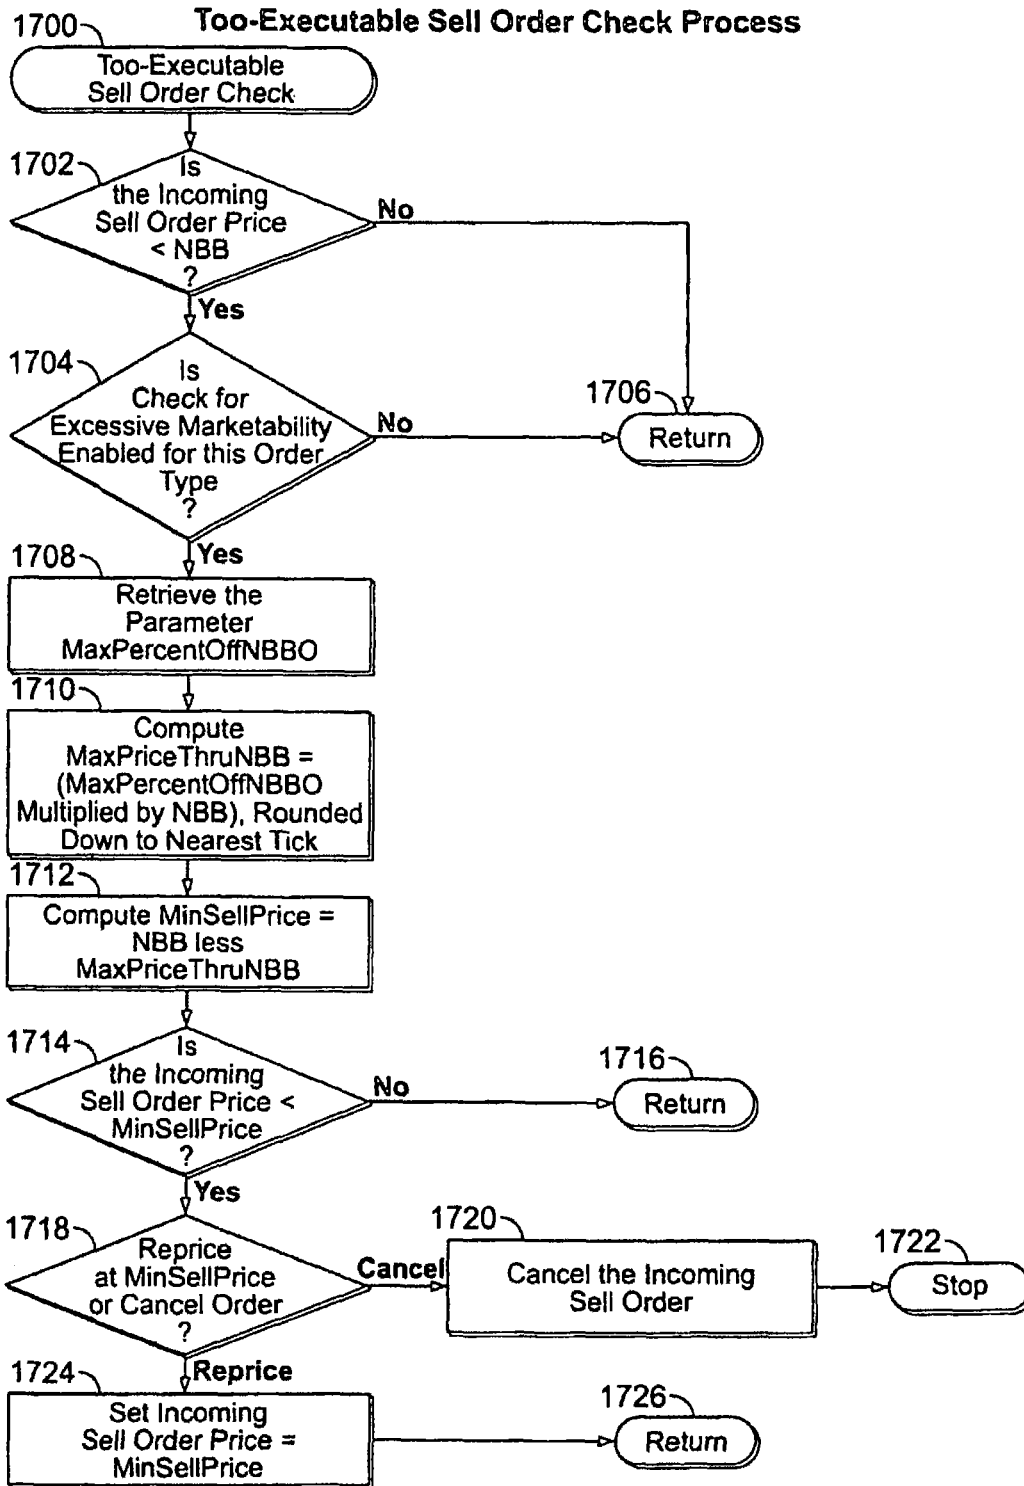 Too-Executable Sell Order Check Process
1700
Too-Executable
Sell Order Check
1702
Is
the Incoming
Sell Order Price
< NBB
?
No
Yes
1704
Is
Check for
Excessive Marketability
Enabled for this Order
Type
?
No
1706
Return
Yes
1708
Retrieve the
Parameter
MaxPercentOffNBBO
1710
Compute
MaxPriceThruNBB =
(MaxPercentOffNBBO
Multiplied by NBB), Rounded
Down to Nearest Tick
1712
Compute MinSellPrice =
NBB less
MaxPriceThruNBB
1714
Is
the Incoming
Sell Order Price <
MinSellPrice
?
No
1716
Return
Yes
1718
Reprice
at MinSellPrice
or Cancel Order
?
Cancel
1720
Cancel the Incoming
Sell Order
1722
Stop
Reprice
1724
Set Incoming
Sell Order Price =
MinSellPrice
1726
Return